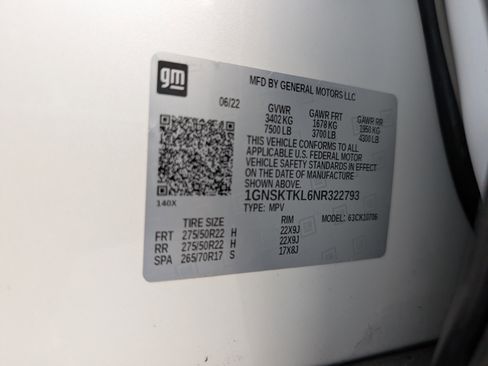 gm
MFD BY GENERAL MOTORS LLC
06/22
GVWR GAWR FRT GAWR RR
3402 KG 1678 KG 1950 KG
7500 LB 3700 LB 4300 LB
THIS VEHICLE CONFORMS TO ALL
APPLICABLE U.S. FEDERAL MOTOR
VEHICLE SAFETY STANDARDS IN EFFECT
ON THE DATE OF MANUFACTURE
SHOWN ABOVE.
1GNSKTKL6NR322793
140X
TYPE: MPV MODEL: 63CK10706
TIRE SIZE RIM
FRT 275/50R22 H 22X9J
RR 275/50R22 H 22X9J
SPA 265/70R17 S 17X8J